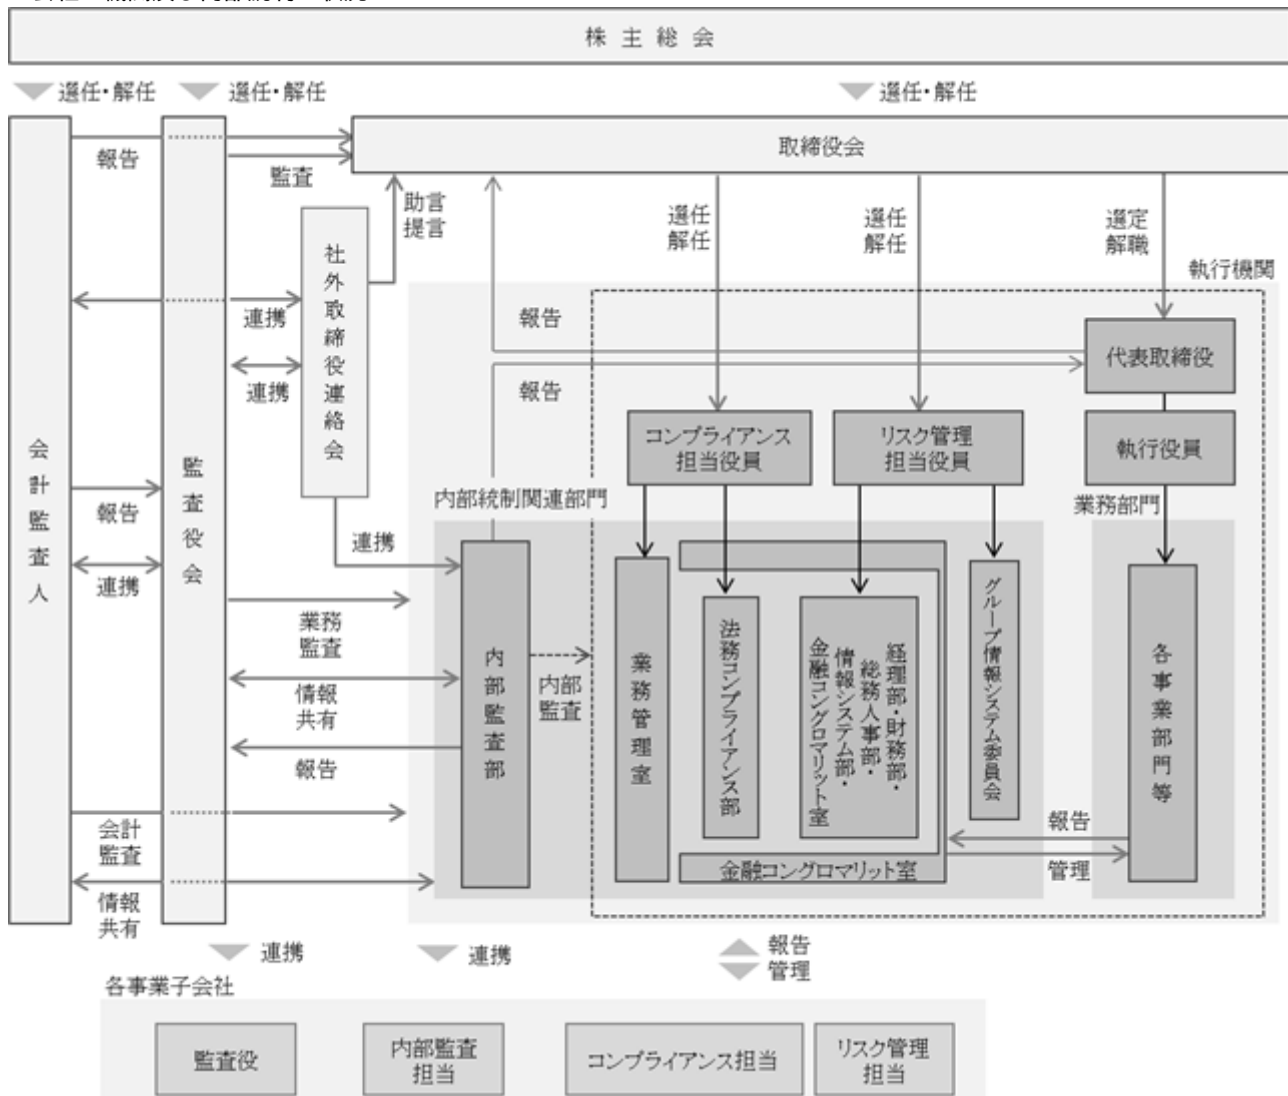 株主総会
選任・解任
選任・解任
選任・解任
取締役会
報告
監査
助言
提言
選任
解任
選任
解任
選定
解職
執行機関
社外取締役連絡会
連携
連携
報告
報告
代表取締役
コンプライアンス
担当役員
リスク管理
担当役員
執行役員
会計監査人
監査役会
内部統制関連部門
業務部門
報告
連携
連携
業務
監査
情報
共有
報告
内部監査部
内部
監査
業務管理室
法務コンプライアンス部
経理部・財務部・
総務人事部・
情報システム部・
金融コングロマリット室
グループ情報システム委員会
各事業部門等
金融コングロマリット室
報告
管理
会計
監査
情報
共有
連携
連携
報告
管理
各事業子会社
監査役
内部監査
担当
コンプライアンス担当
リスク管理
担当